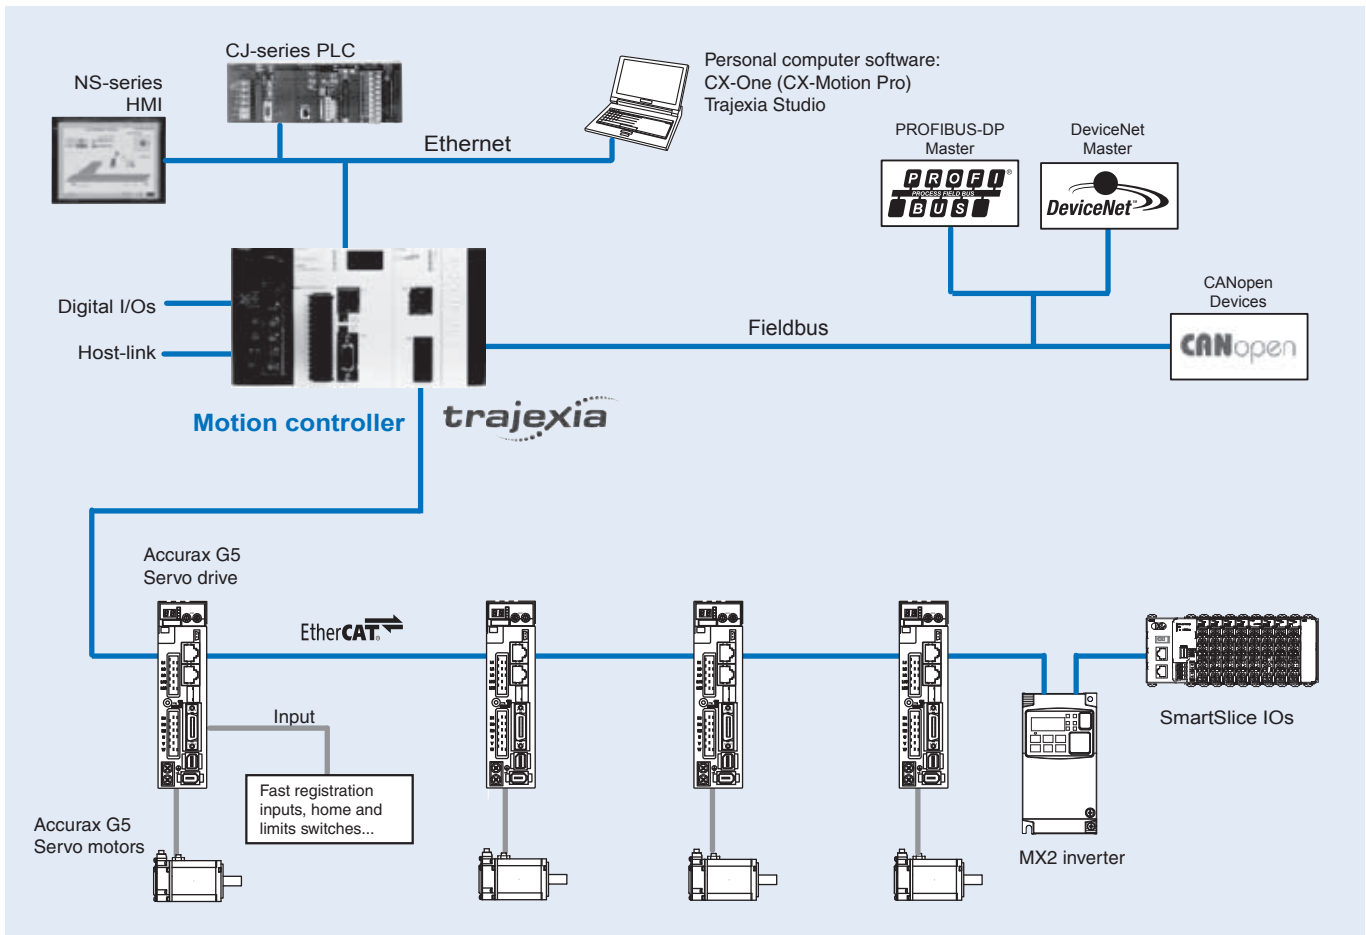 CJ-series PLC
NS-series
HMI
Personal computer software:
CX-One (CX-Motion Pro)
Trajexia Studio
Ethernet
PROFIBUS-DP
Master
DeviceNet
Master
PROFI®
PROCESS FIELD BUS
BUS
DeviceNet™
CANopen
Devices
CANopen
Digital I/Os
Host-link
Fieldbus
Motion controller
trajexia
Accurax G5
Servo drive
EtherCAT®
Input
Fast registration
inputs, home and
limits switches...
Accurax G5
Servo motors
SmartSlice IOs
MX2 inverter